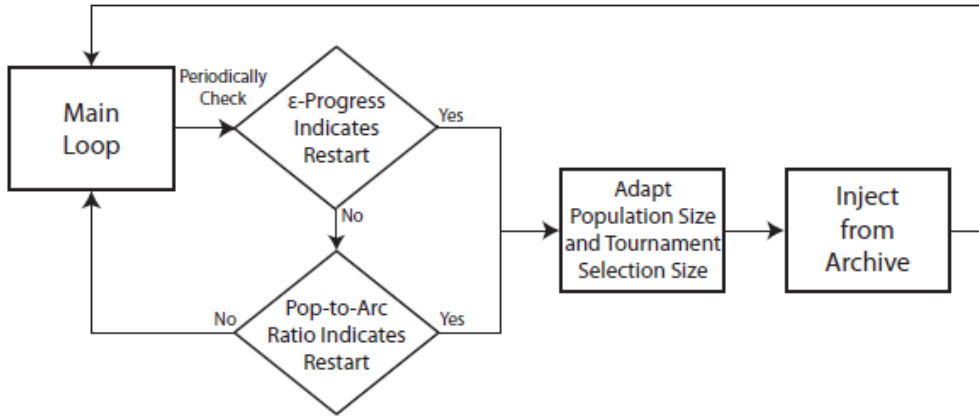 Main
Loop
Periodically
Check
ε-Progress
Indicates
Restart
Yes
No
Pop-to-Arc
Ratio Indicates
Restart
No
Yes
Adapt
Population Size
and Tournament
Selection Size
Inject
from
Archive